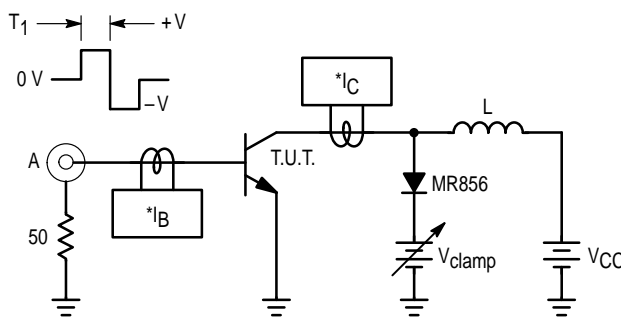 T1
+V
0 V
–V
*IC
L
A
T.U.T.
MR856
*IB
50
Vclamp
VCC